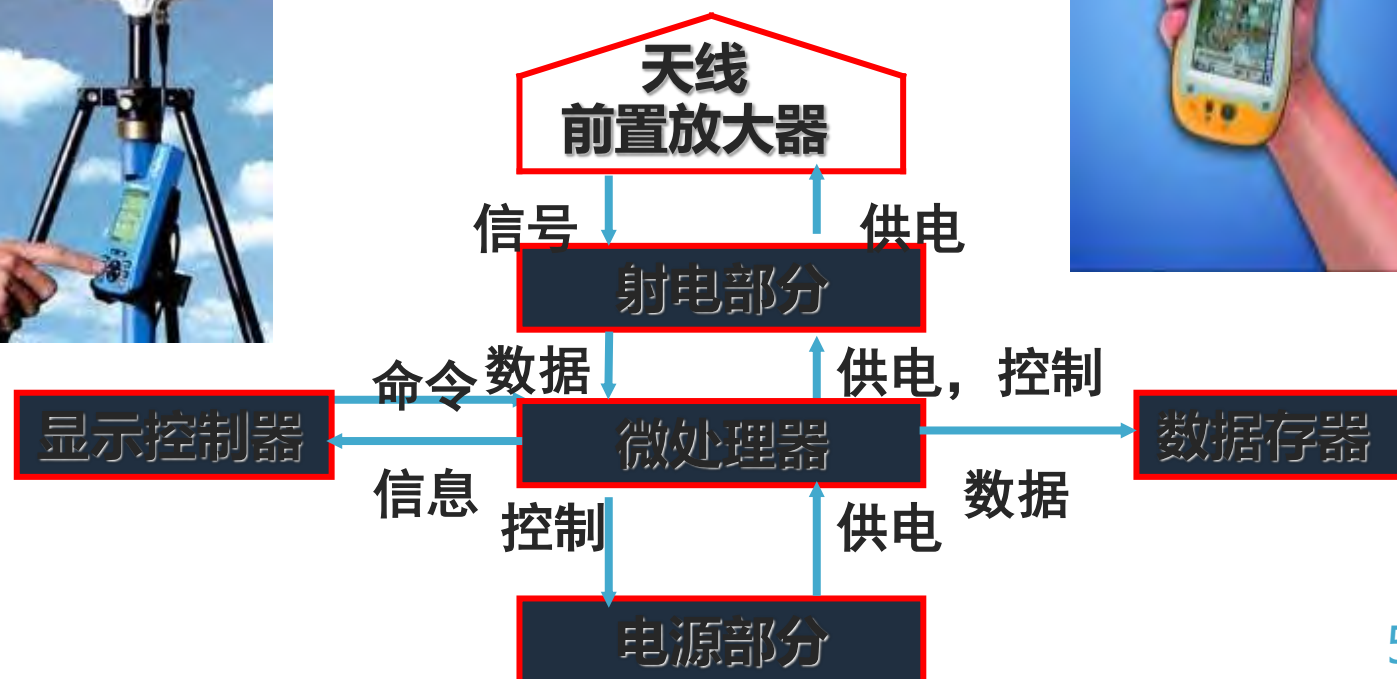 天线
前置放大器
信号
供电
射电部分
数据
供电，控制
命令
显示控制器
微处理器
数据存器
信息
数据
控制
供电
电源部分
5